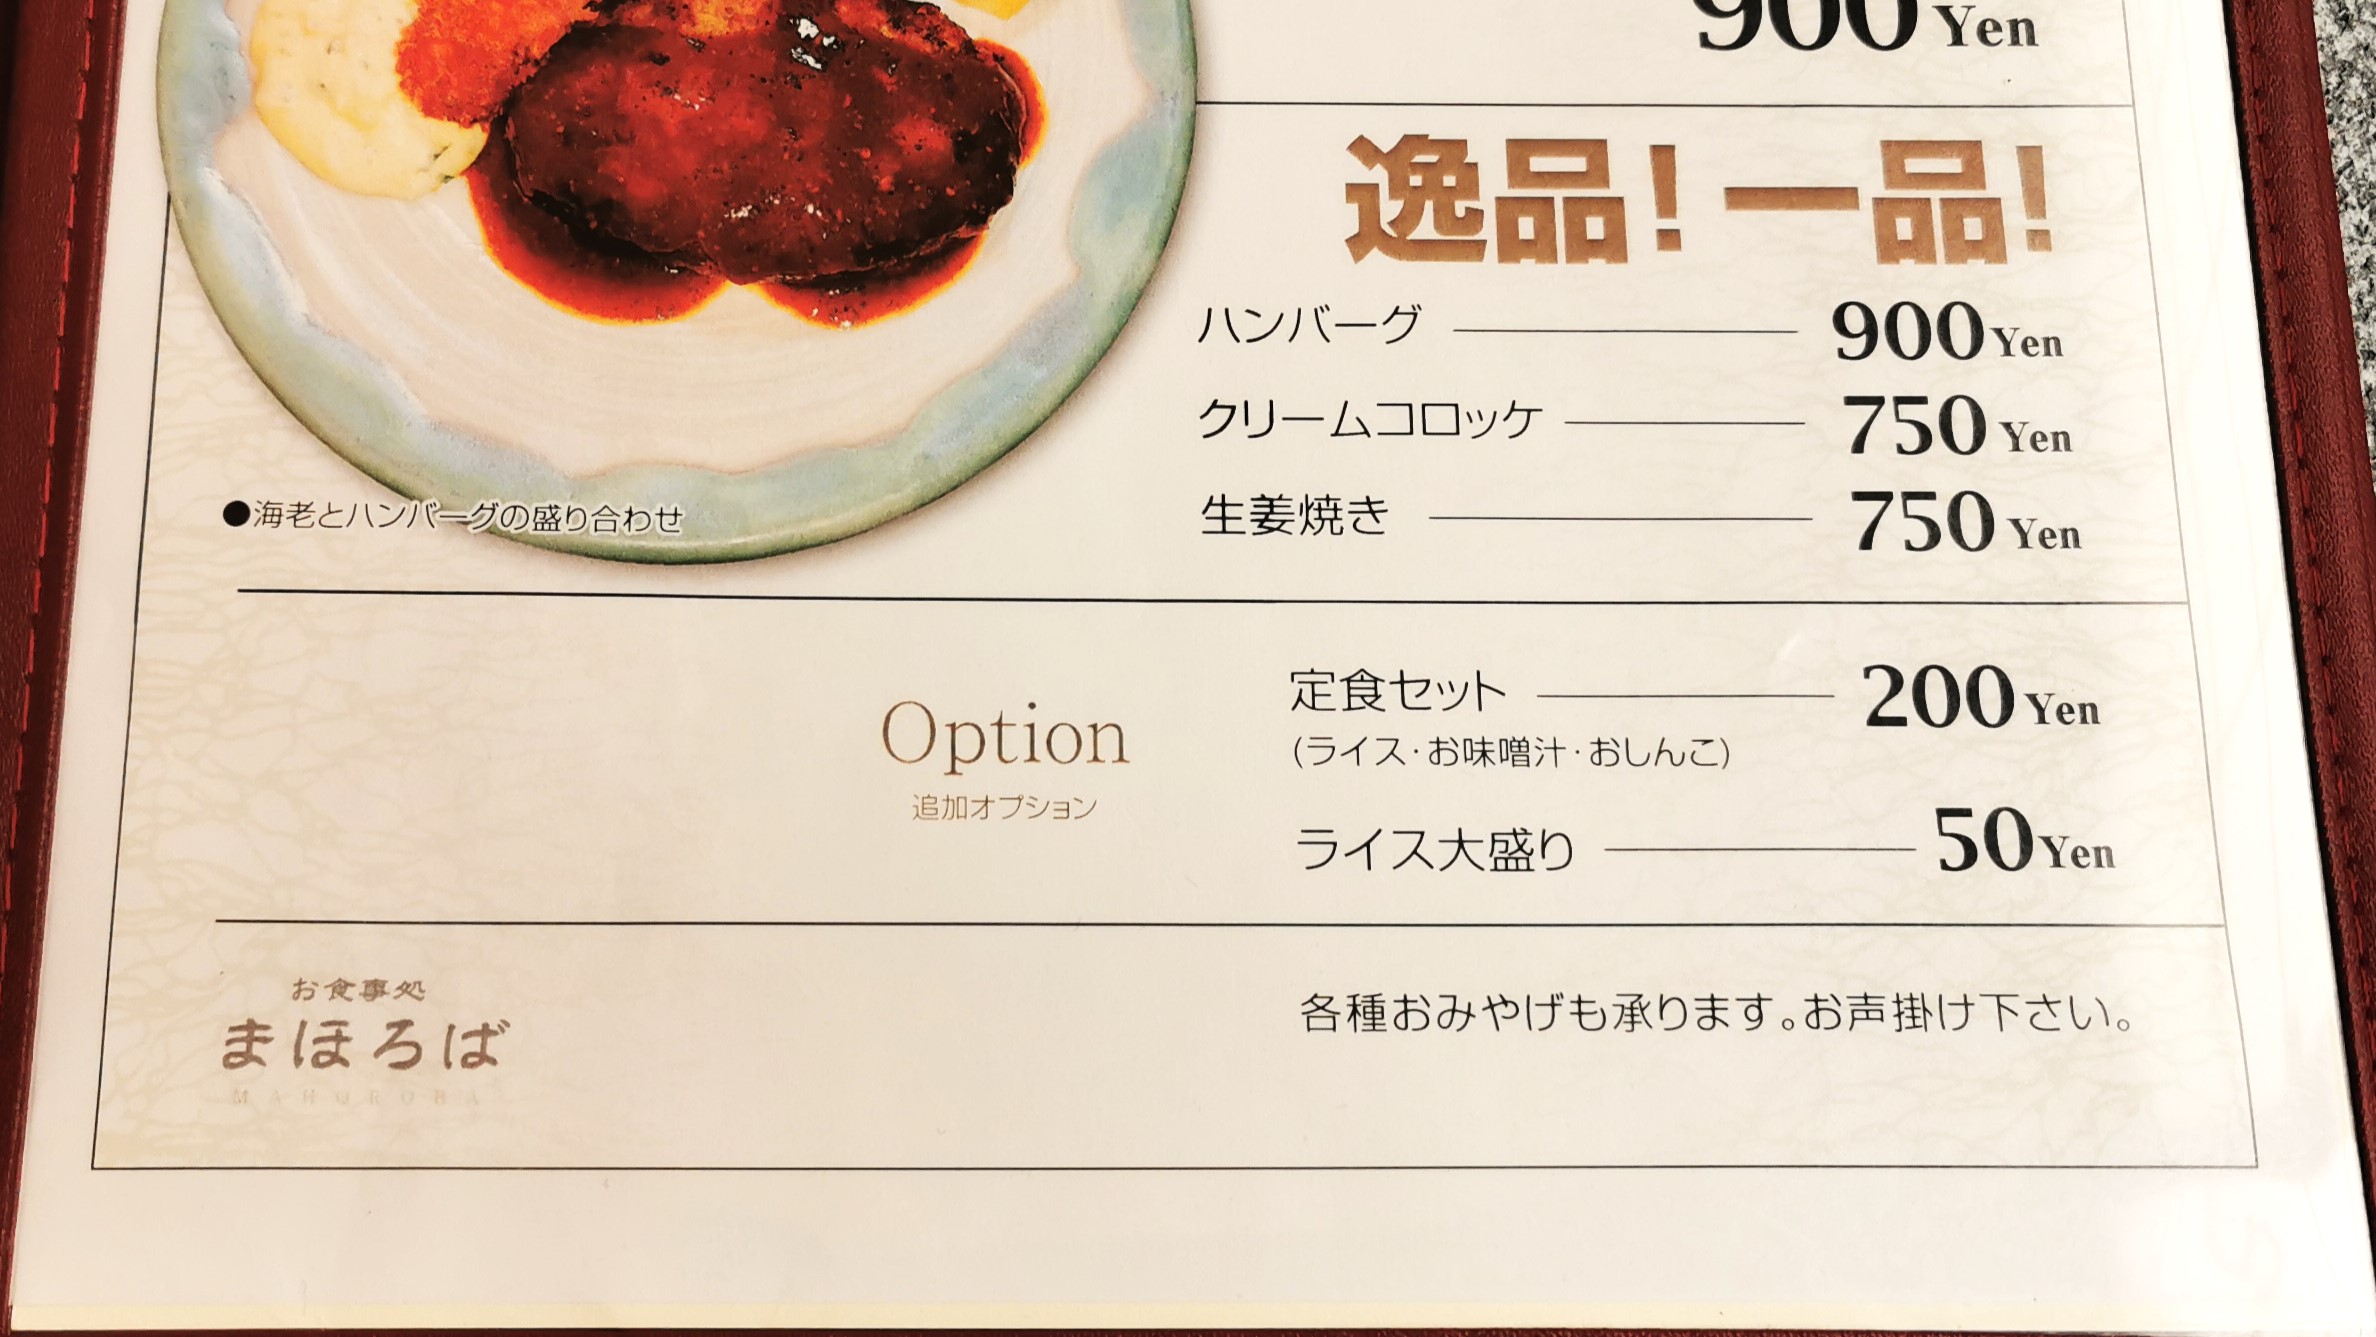 900 Yen
逸品!一品!
ハンバーグ 900 Yen
クリームコロッケ 750 Yen
生姜焼き 750 Yen
●海老とハンバーグの盛り合わせ
Option
追加オプション
定食セット 200 Yen
(ライス・お味噌汁・おしんこ)
ライス大盛り 50 Yen
お食事処
まほろば
MAHOROBA
各種おみやげも承ります。お声掛け下さい。